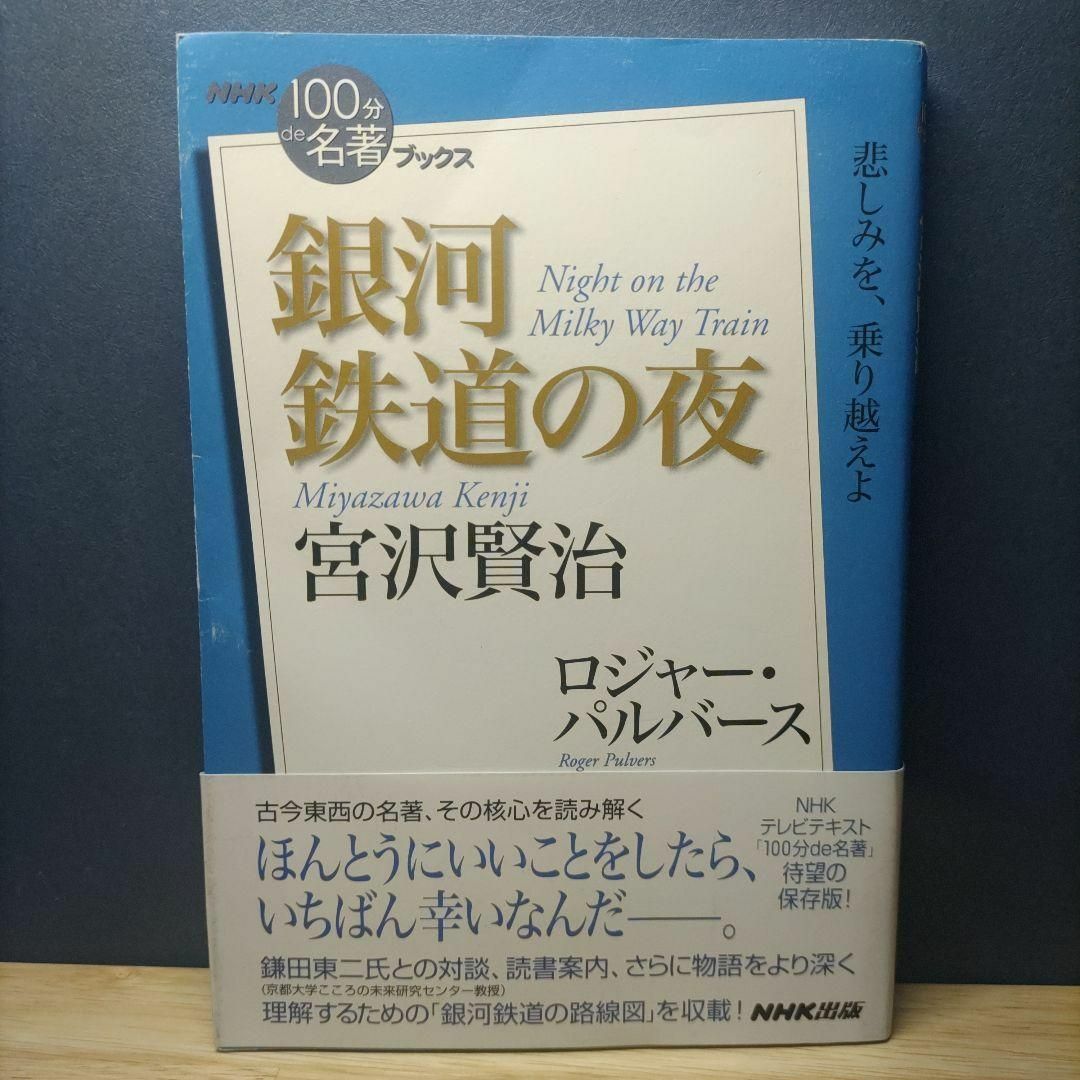 NHK
100分
de名著
ブックス
悲しみを、乗り越えよ
銀河
Night on the
Milky Way Train
鉄道の夜
Miyazawa Kenji
宮沢賢治
ロジャー・
パルバース
Roger Pulvers
古今東西の名著、その核心を読み解く
ほんとうにいいことをしたら、
いちばん幸いなんだ――。
NHK
テレビテキスト
「100分de名著」
待望の
保存版!
鎌田東二氏との対談、読書案内、さらに物語をより深く
(京都大学こころの未来研究センター教授)
理解するための「銀河鉄道の路線図」を収載!
NHK出版